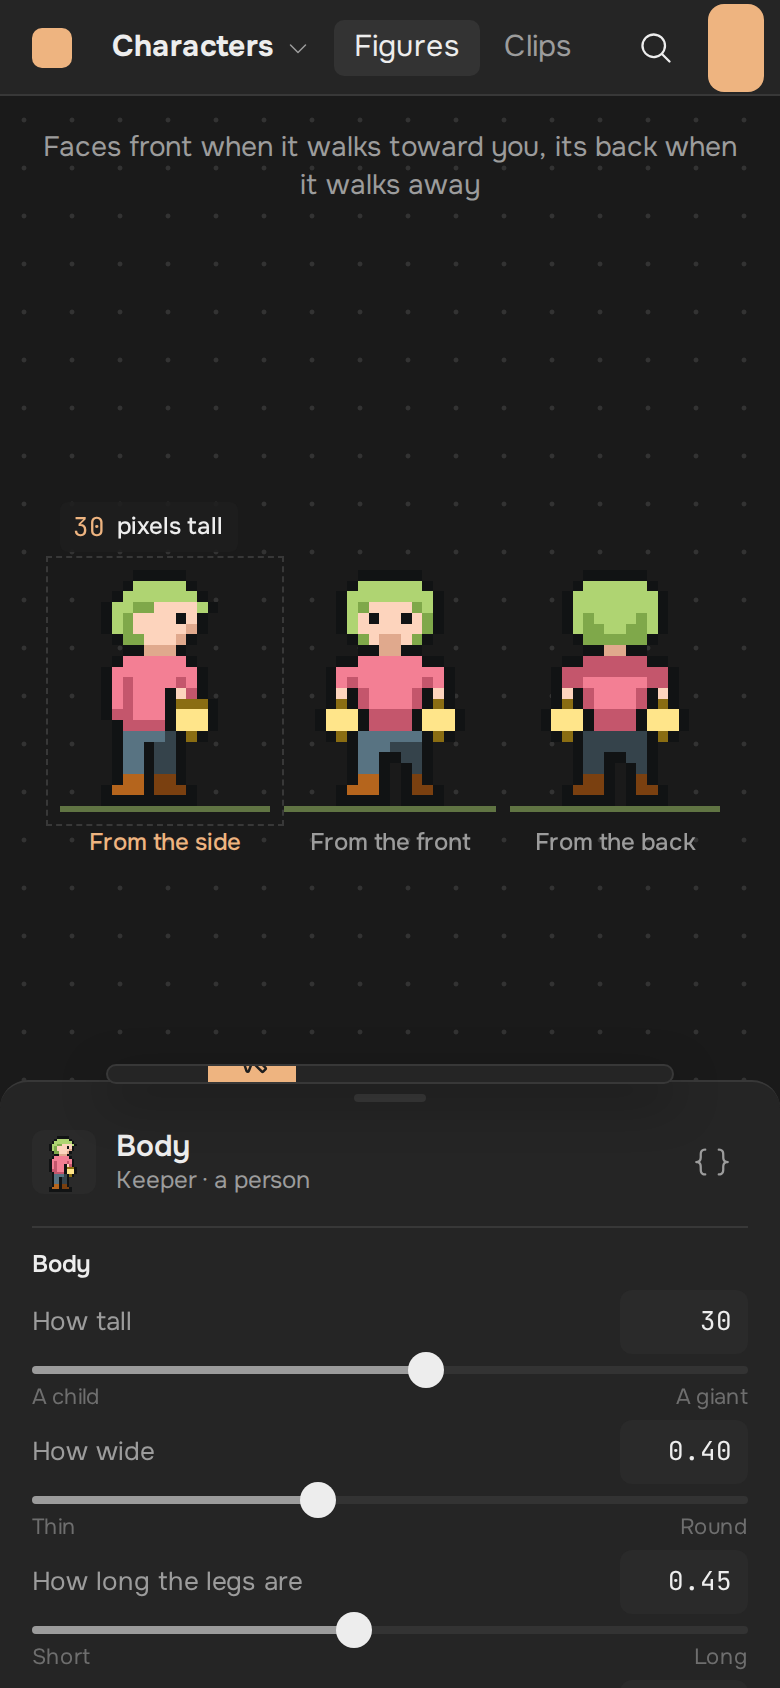 Characters
Figures
Clips
Faces front when it walks toward you, its back when
it walks away
30 pixels tall
From the side
From the front
From the back
Body
Keeper · a person
{ }
Body
How tall
30
A child
A giant
How wide
0.40
Thin
Round
How long the legs are
0.45
Short
Long